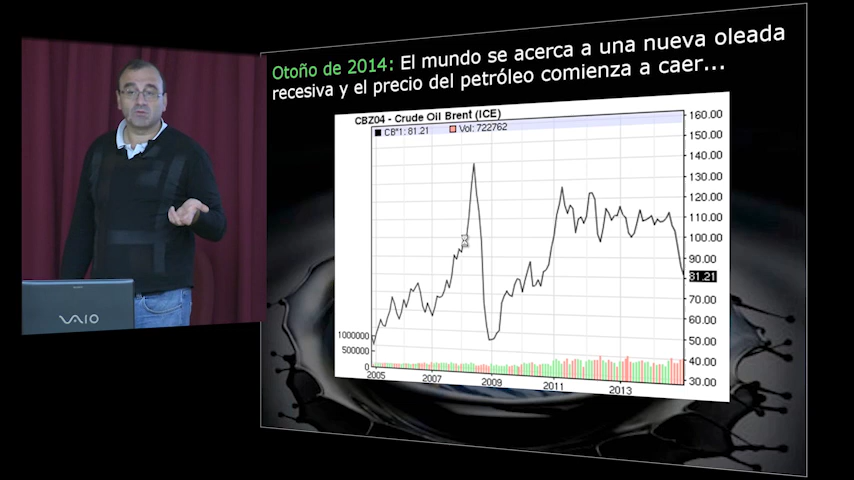 Otoño de 2014: El mundo se acerca a una nueva oleada
recesiva y el precio del petróleo comienza a caer...
CBZ04 - Crude Oil Brent (ICE)
CB*1: 81.21 Vol: 722762
160.00
150.00
140.00
130.00
120.00
110.00
100.00
90.00
81.21
70.00
60.00
50.00
40.00
30.00
1000000
500000
0
2005 2007 2009 2011 2013
VAIO